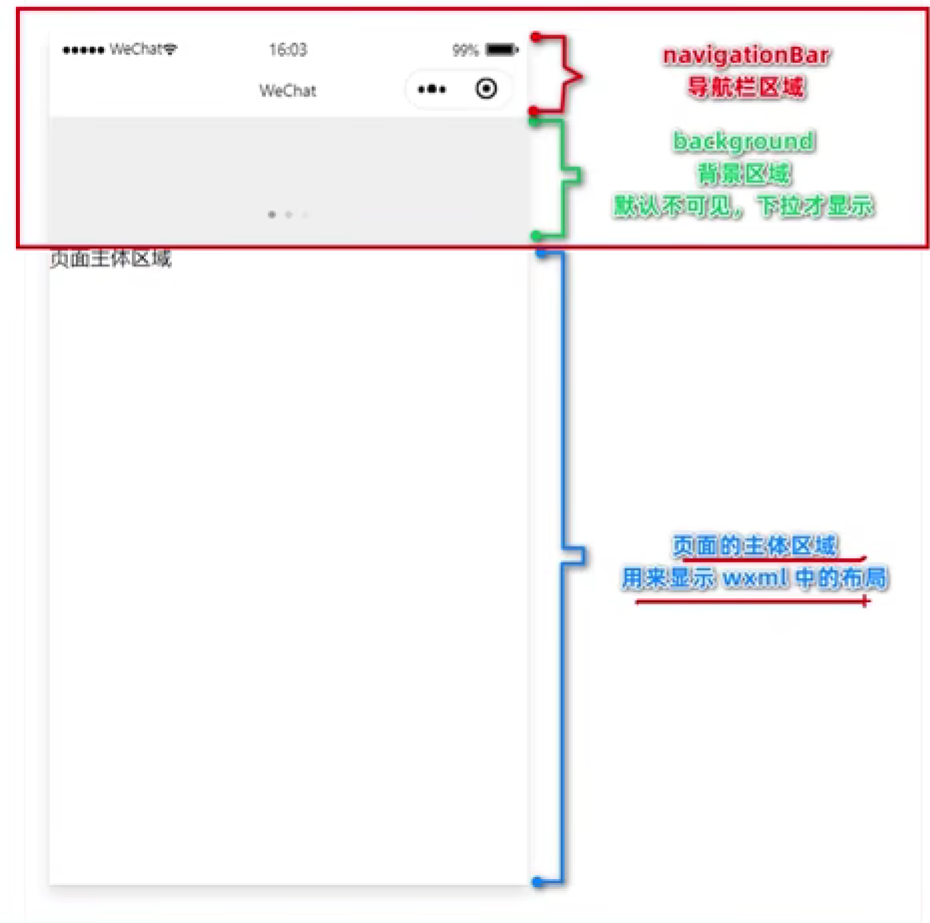 WeChat 16:03 99%
WeChat
navigationBar
导航栏区域
background
背景区域
默认不可见，下拉才显示
页面主体区域
页面的主体区域
用来显示 wxml 中的布局